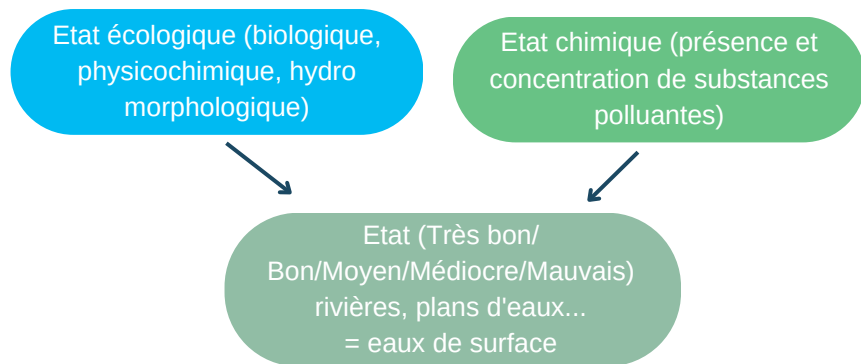 Etat écologique (biologique,
physicochimique, hydro
morphologique)
Etat chimique (présence et
concentration de substances
polluantes)
Etat (Très bon/
Bon/Moyen/Médiocre/Mauvais)
rivières, plans d'eaux...
= eaux de surface